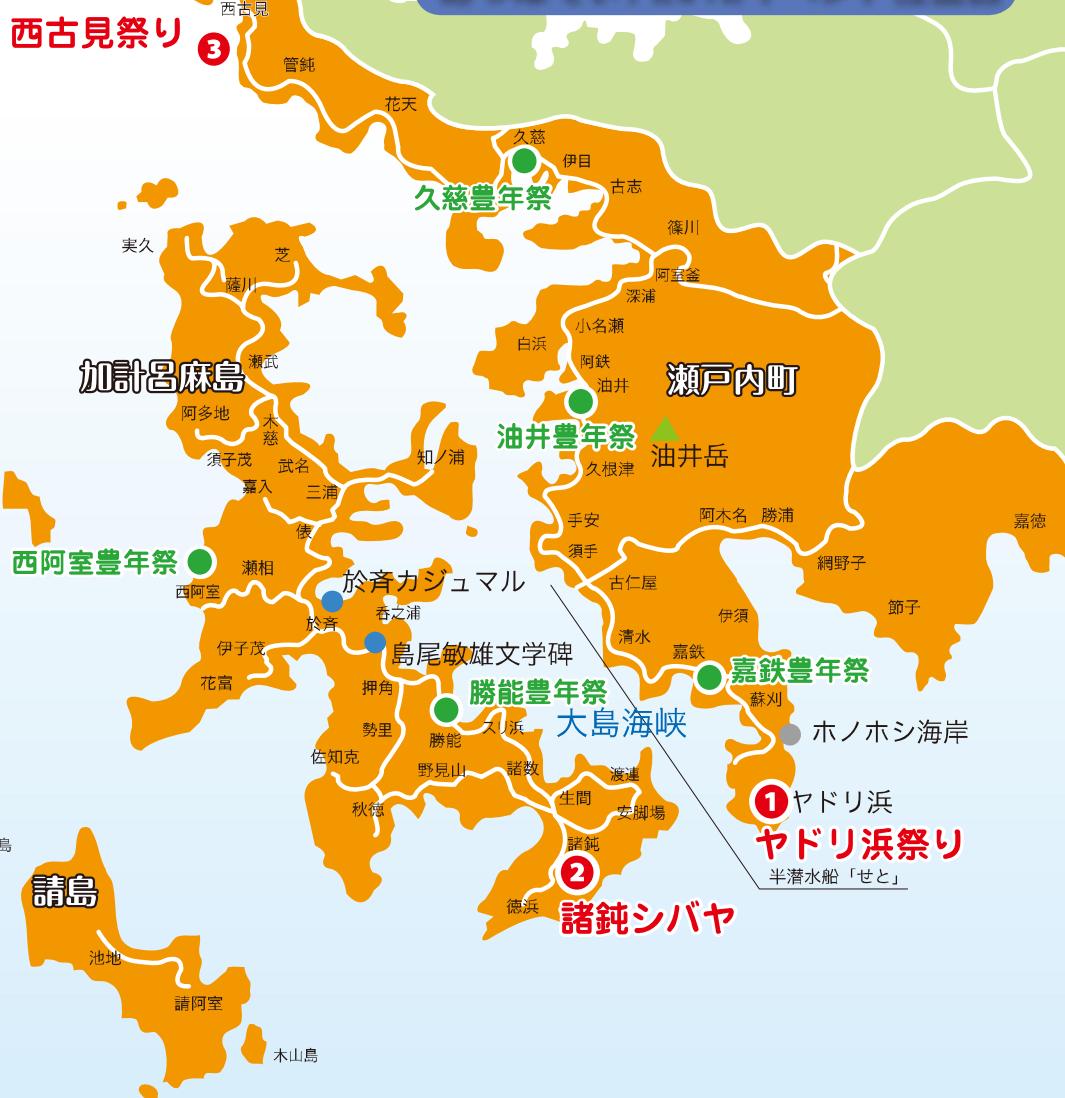 西古見
西古見祭り
3
管鈍
花天
久慈
伊目
久慈豊年祭
古志
篠川
実久
芝
薩川
阿室釜
深浦
小名瀬
白浜
瀬武
阿鉄
加計呂麻島
油井
瀬戸内町
阿多地
木慈
油井豊年祭
油井岳
須子茂
武名
知ノ浦
久根津
嘉入
三浦
手安
阿木名
勝浦
嘉徳
俵
須手
西阿室豊年祭
瀬相
網野子
西阿室
於斉カジュマル
古仁屋
於斉
呑之浦
節子
伊須
伊子茂
島尾敏雄文学碑
清水
嘉鉄
花富
押角
勝能豊年祭
嘉鉄豊年祭
蘇刈
勢里
勝能
スリ浜
大島海峡
ホノホシ海岸
佐知克
野見山
諸数
渡連
秋徳
生間
安脚場
1
ヤドリ浜
ヤドリ浜祭り
島
諸鈍
2
半潜水船「せと」
請島
徳浜
諸鈍シバヤ
池地
請阿室
木山島